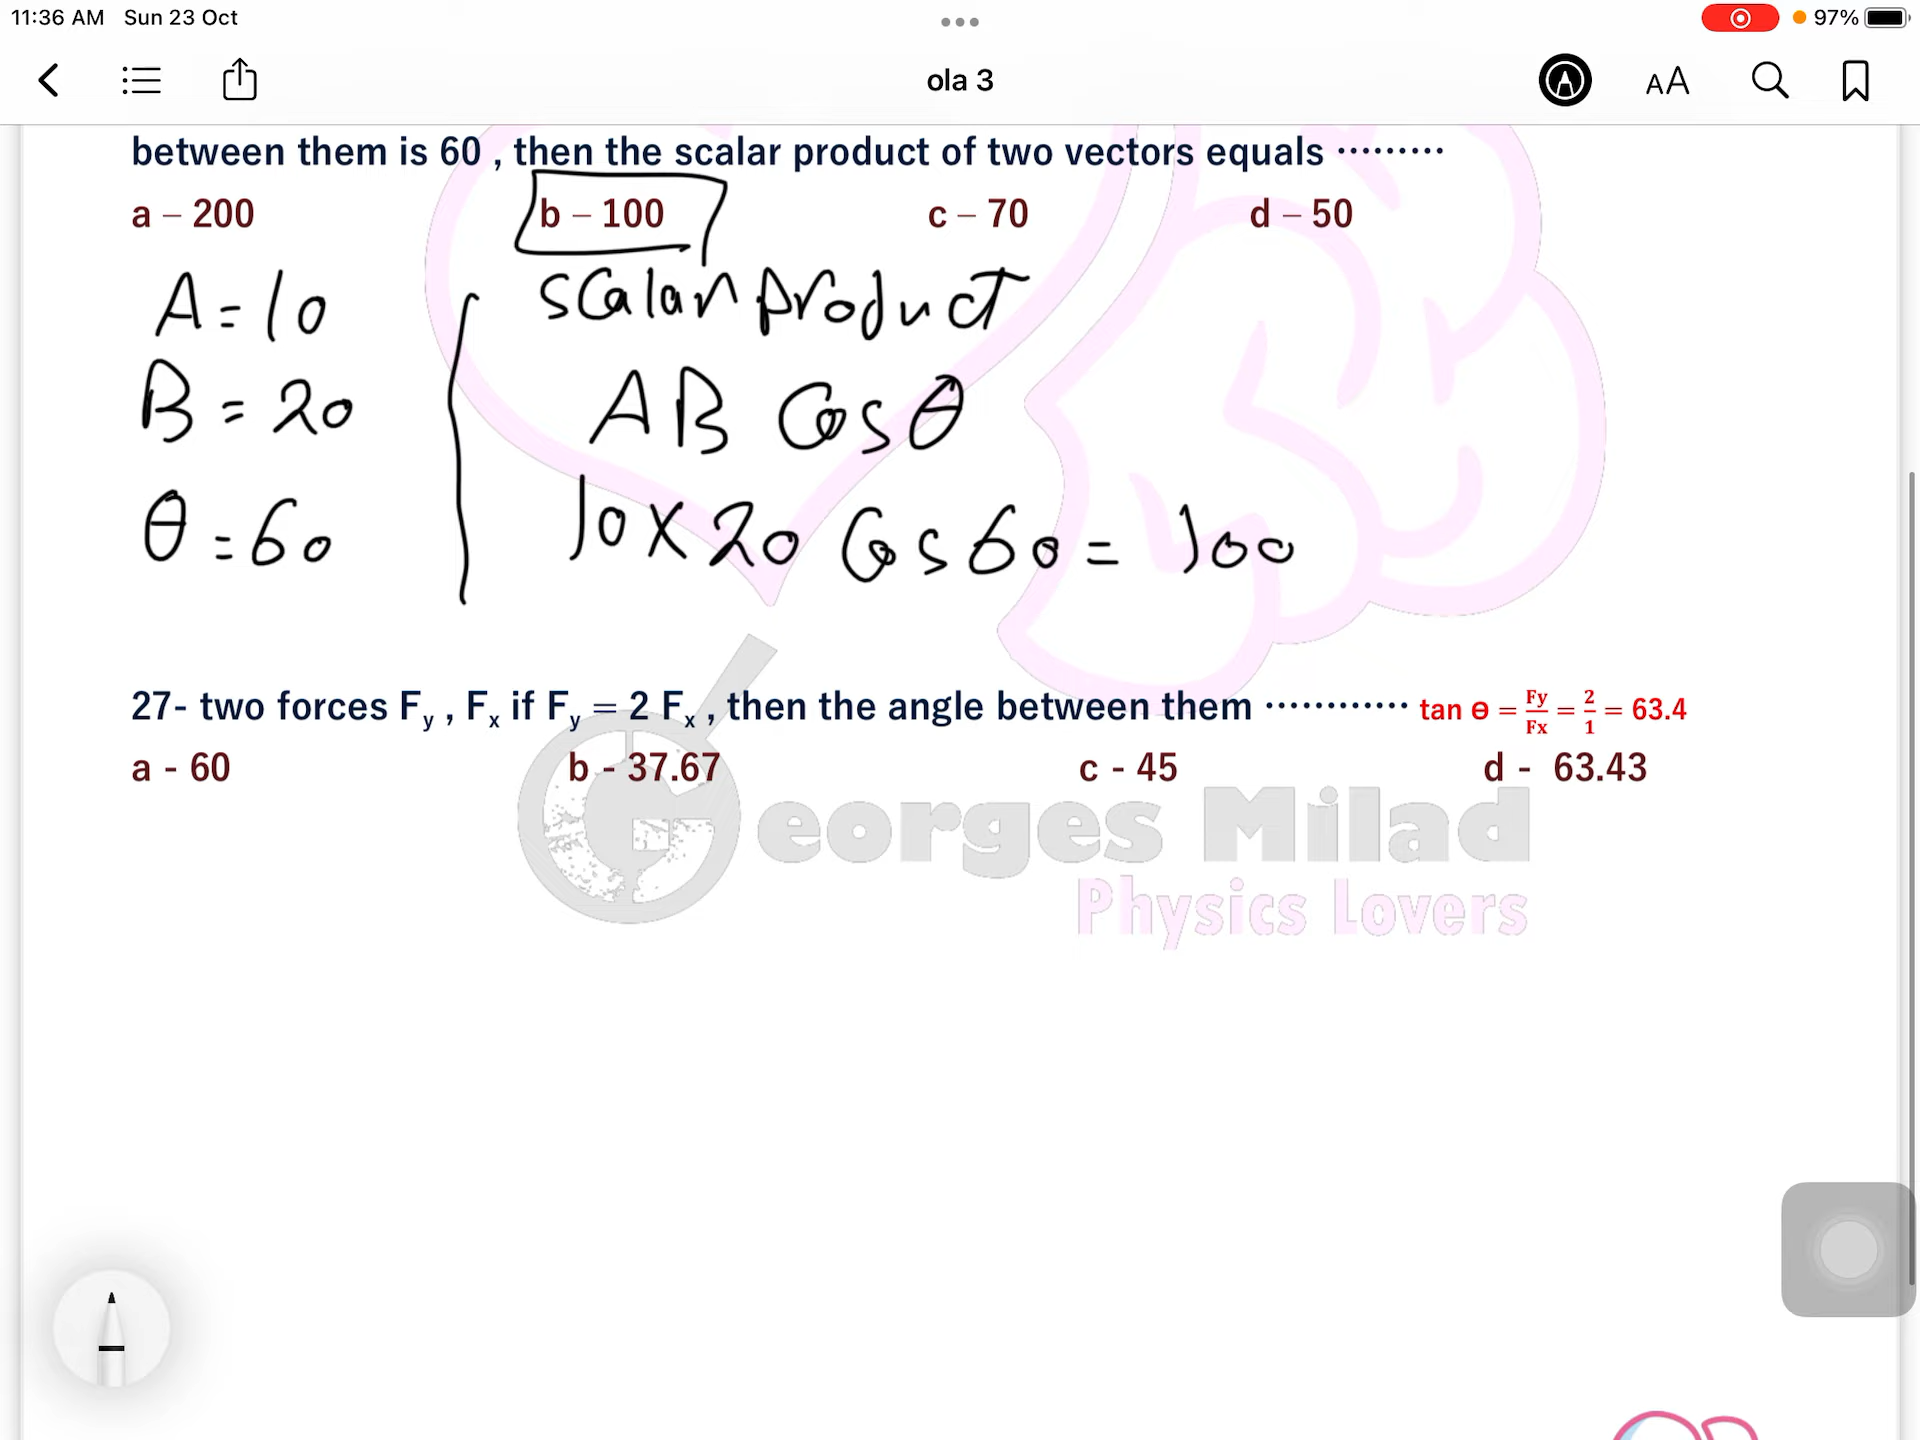 11:36 AM Sun 23 Oct
97%
ola 3
AA
between them is 60 , then the scalar product of two vectors equals ·········
a – 200 b – 100 c – 70 d – 50
A = 10
B = 20
θ = 60
scalar product
AB Cos θ
10 × 20 Cos 60 = 100
27- two forces Fy , Fx if Fy = 2 Fx , then the angle between them ············ tan ө = Fy/Fx = 2/1 = 63.4
a - 60 b - 37.67 c - 45 d - 63.43
Georges Milad
Physics Lovers